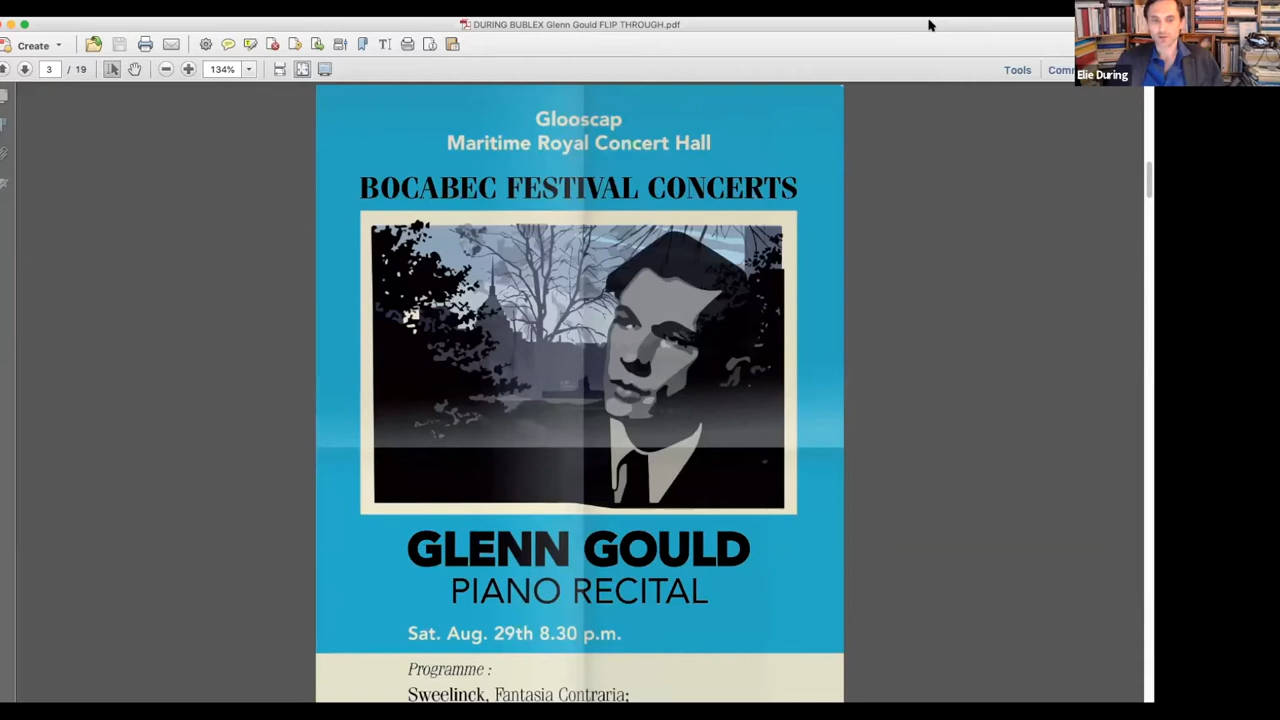 DURING BUBLEX Glenn Gould FLIP THROUGH.pdf
Create
3 / 19
134%
Tools
Elie During
Glooscap
Maritime Royal Concert Hall
BOCABEC FESTIVAL CONCERTS
GLENN GOULD
PIANO RECITAL
Sat. Aug. 29th 8.30 p.m.
Programme :
Sweelinck, Fantasia Contraria;